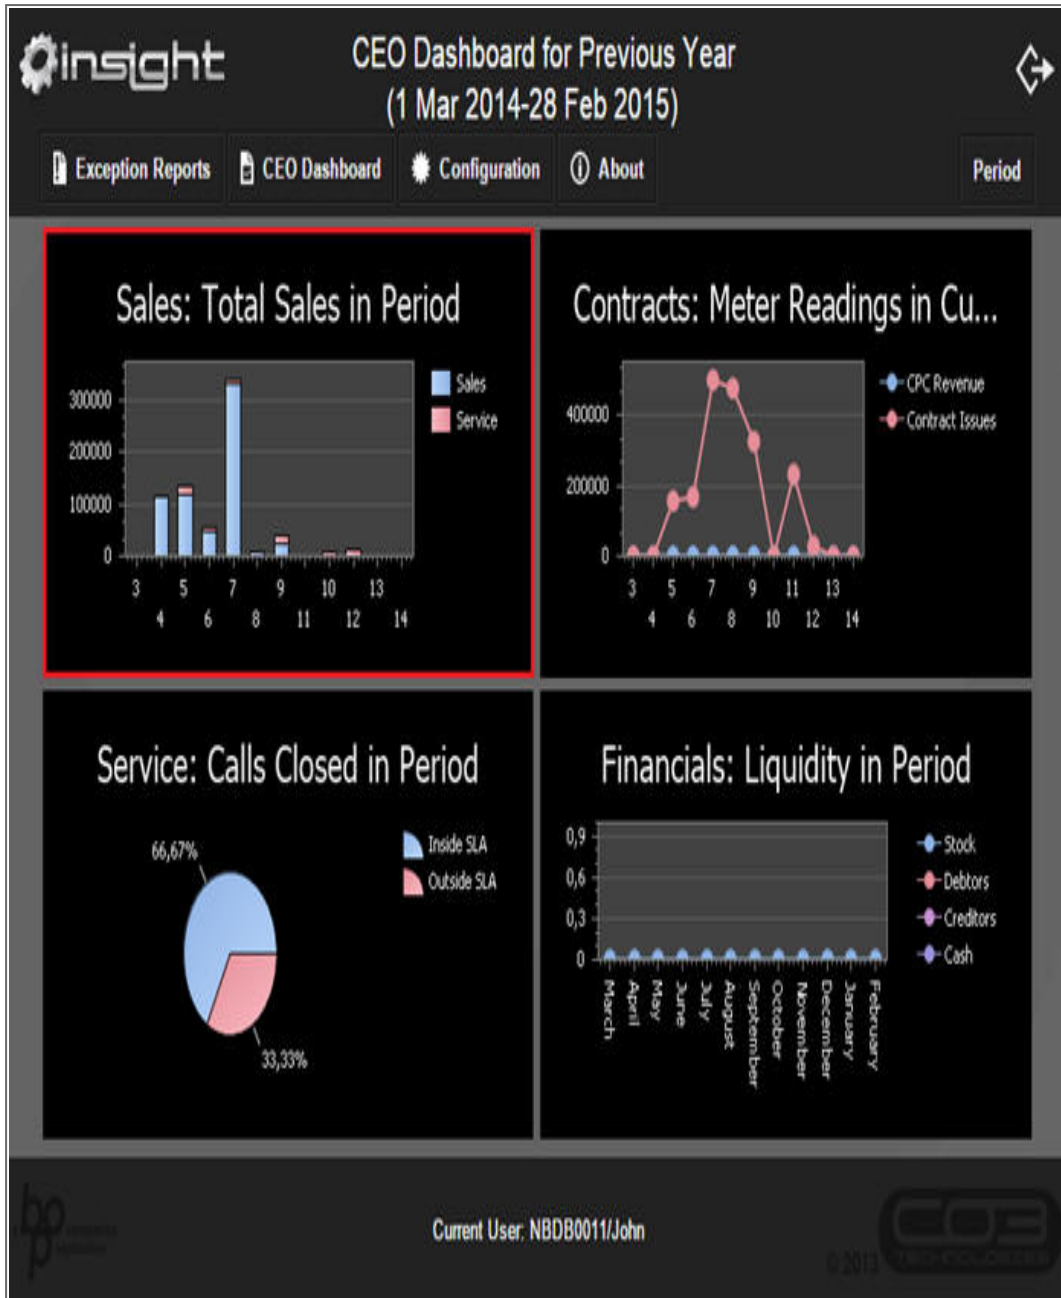 insight
CEO Dashboard for Previous Year
(1 Mar 2014-28 Feb 2015)
Exception Reports
CEO Dashboard
Configuration
About
Period
Sales: Total Sales in Period
300000
200000
100000
0
3 4 5 6 7 8 9 10 11 12 13 14
Sales
Service
Contracts: Meter Readings in Cu...
400000
200000
0
3 4 5 6 7 8 9 10 11 12 13 14
CPC Revenue
Contract Issues
Service: Calls Closed in Period
66,67%
33,33%
Inside SLA
Outside SLA
Financials: Liquidity in Period
0,9
0,6
0,3
0
March
April
May
June
July
August
September
October
November
December
January
February
Stock
Debtors
Creditors
Cash
bpo
Current User: NBDB0011/John
© 2013
CO3
TECHNOLOGIES